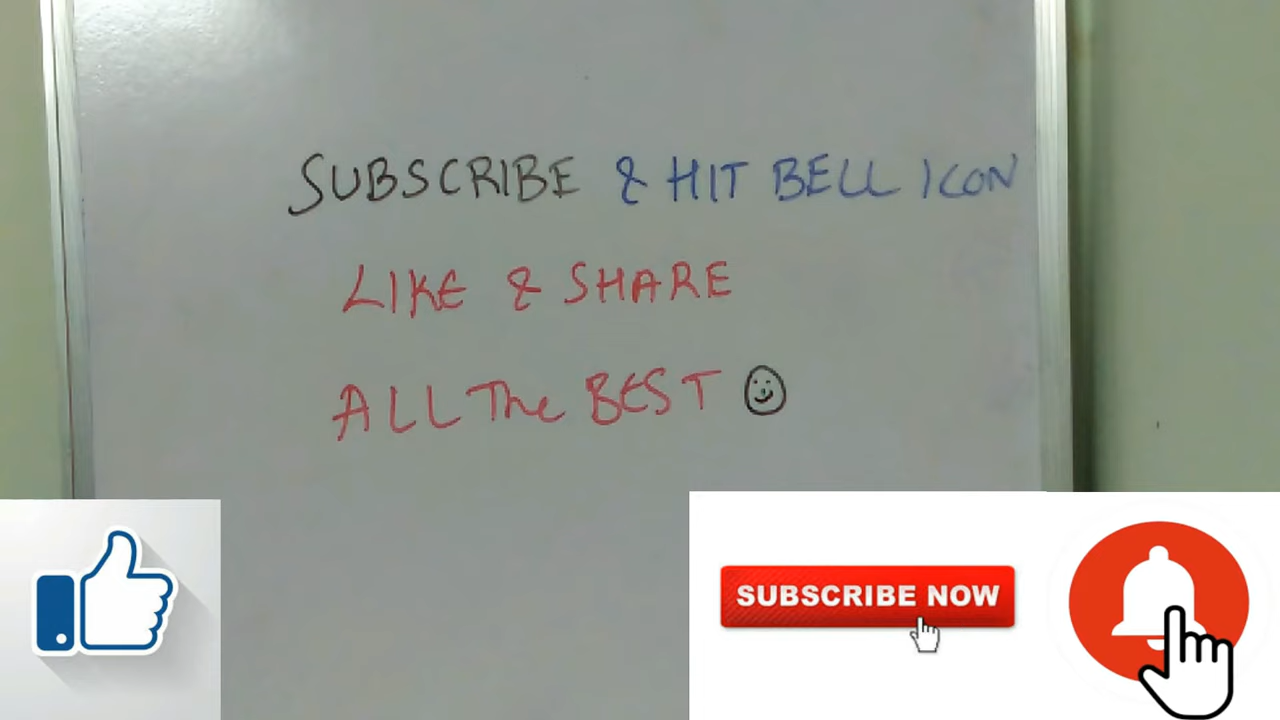 SUBSCRIBE & HIT BELL ICON
LIKE & SHARE
ALL The BEST
SUBSCRIBE NOW